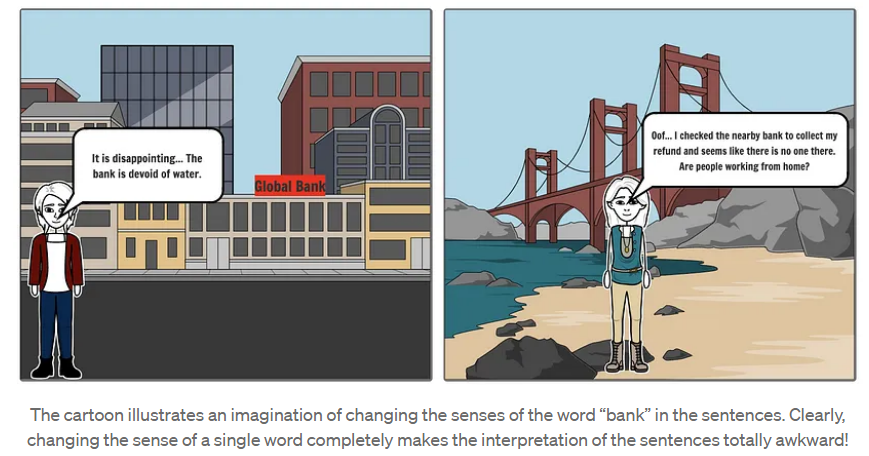 It is disappointing... The
bank is devoid of water.
Global Bank
Oof... I checked the nearby bank to collect my
refund and seems like there is no one there.
Are people working from home?
The cartoon illustrates an imagination of changing the senses of the word “bank” in the sentences. Clearly,
changing the sense of a single word completely makes the interpretation of the sentences totally awkward!